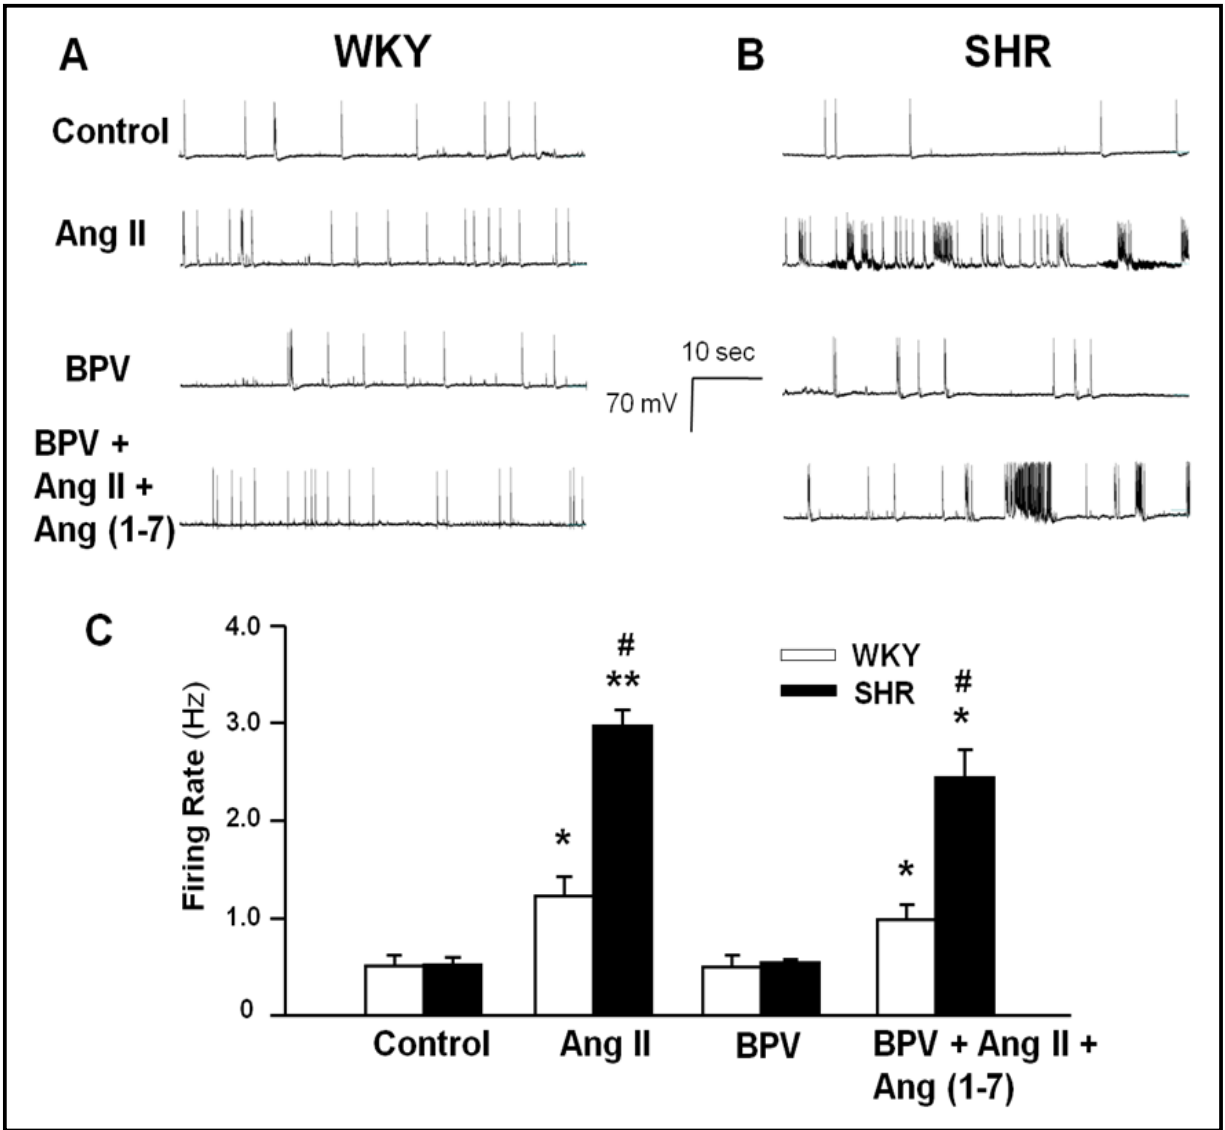 A WKY B SHR
Control
Ang II
BPV
10 sec
70 mV
BPV +
Ang II +
Ang (1-7)
C
4.0
3.0
2.0
1.0
0
Firing Rate (Hz)
WKY
SHR
#
**
*
#
*
*
Control Ang II BPV BPV + Ang II +
Ang (1-7)